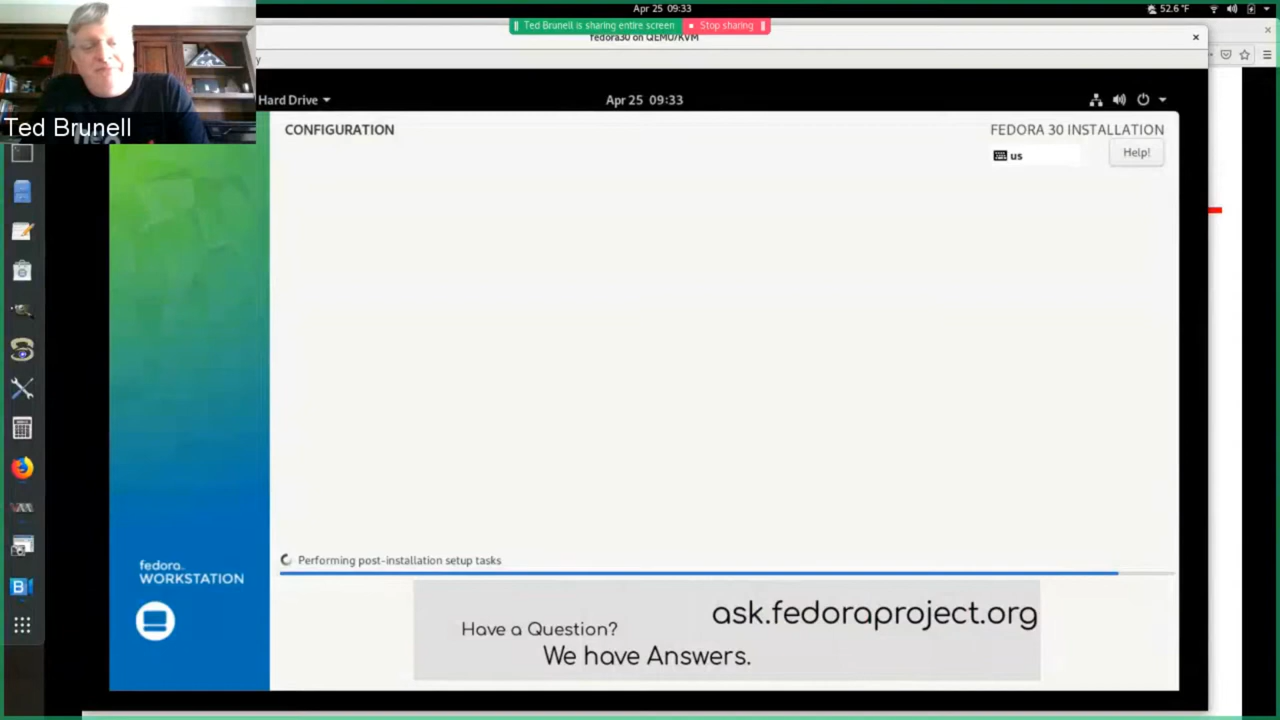 Apr 25 09:33
52.6 °F
Ted Brunell is sharing entire screen
Stop sharing
fedora30 on QEMU/KVM
y
Ted Brunell
Hard Drive
Apr 25 09:33
CONFIGURATION
FEDORA 30 INSTALLATION
us
Help!
Performing post-installation setup tasks
fedora
WORKSTATION
ask.fedoraproject.org
Have a Question?
We have Answers.
B